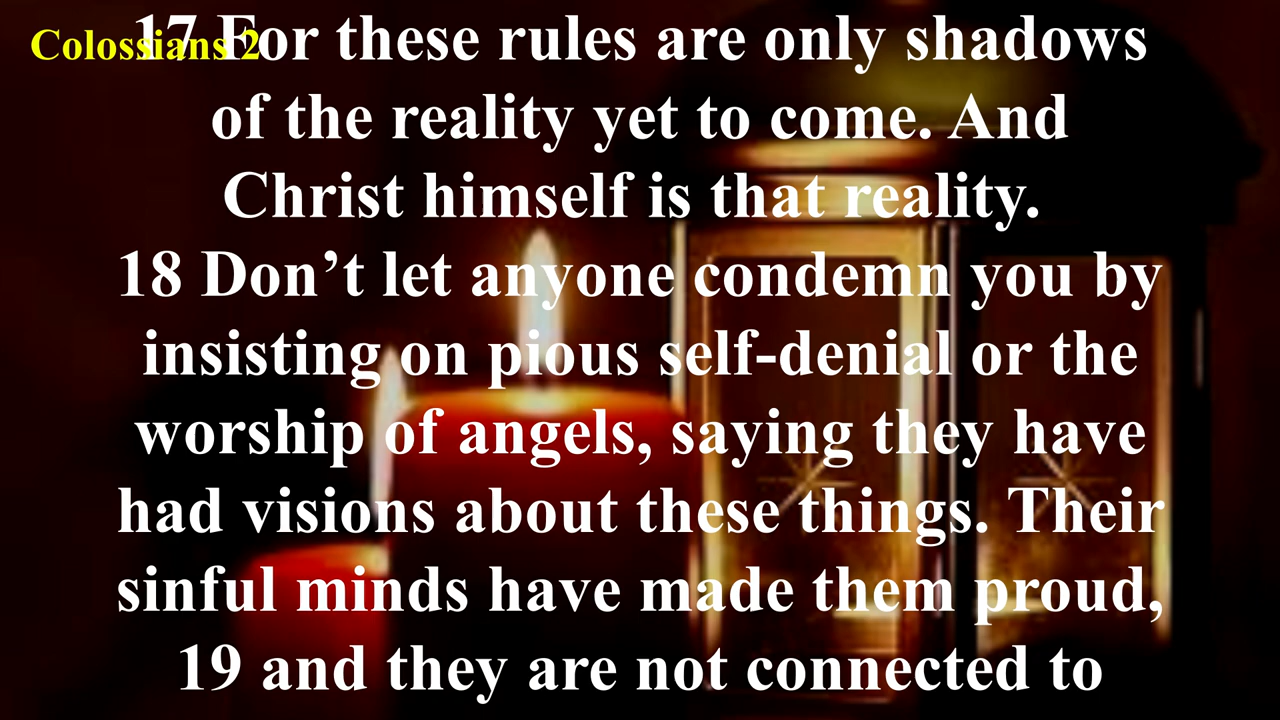 Colossians 2
17 For these rules are only shadows
of the reality yet to come. And
Christ himself is that reality.
18 Don’t let anyone condemn you by
insisting on pious self-denial or the
worship of angels, saying they have
had visions about these things. Their
sinful minds have made them proud,
19 and they are not connected to